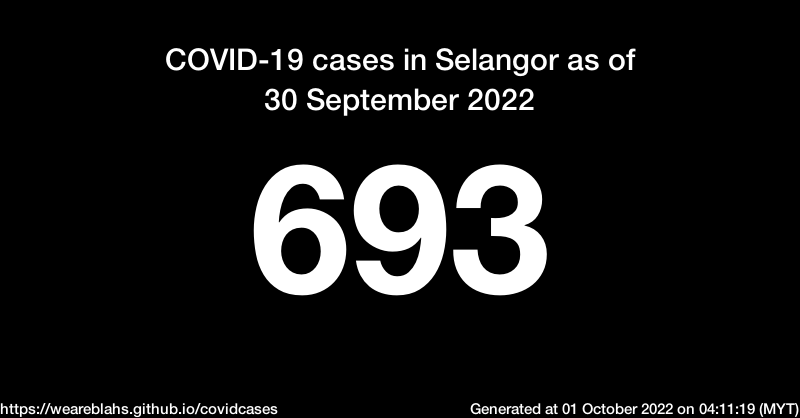 COVID-19 cases in Selangor as of
30 September 2022
693
https://weareblahs.github.io/covidcases
Generated at 01 October 2022 on 04:11:19 (MYT)